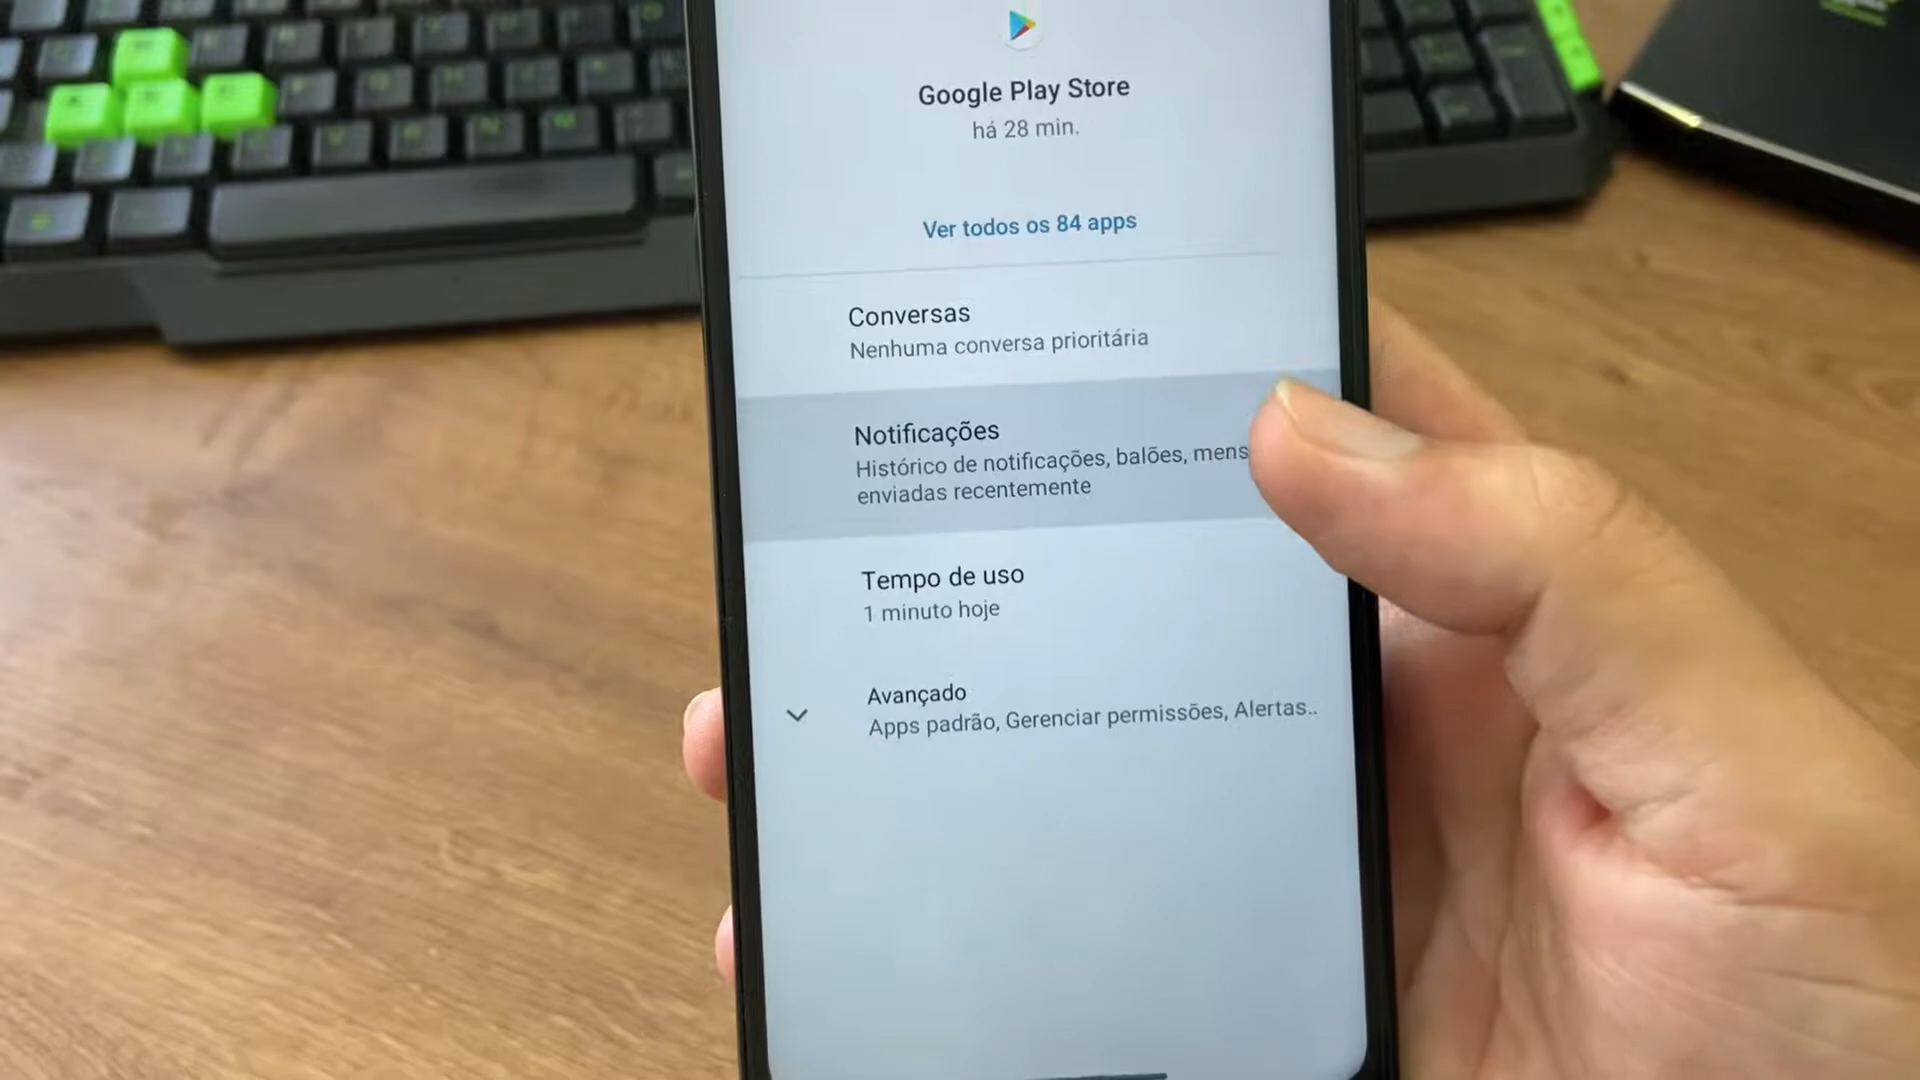 Google Play Store
há 28 min.
Ver todos os 84 apps
Conversas
Nenhuma conversa prioritária
Notificações
Histórico de notificações, balões, mens
enviadas recentemente
Tempo de uso
1 minuto hoje
Avançado
Apps padrão, Gerenciar permissões, Alertas..